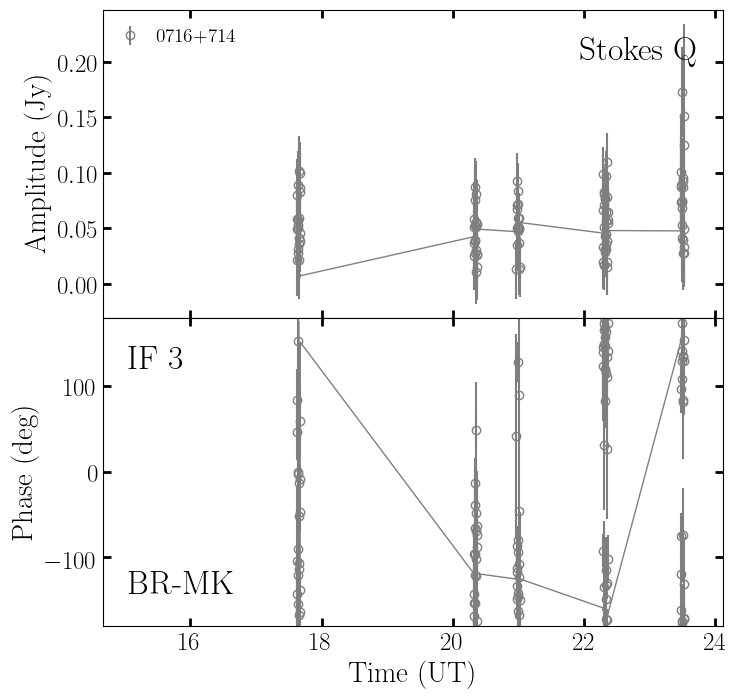 0716+714
Stokes Q
Amplitude (Jy)
0.20
0.15
0.10
0.05
0.00
IF 3
Phase (deg)
100
0
−100
BR-MK
16 18 20 22 24
Time (UT)